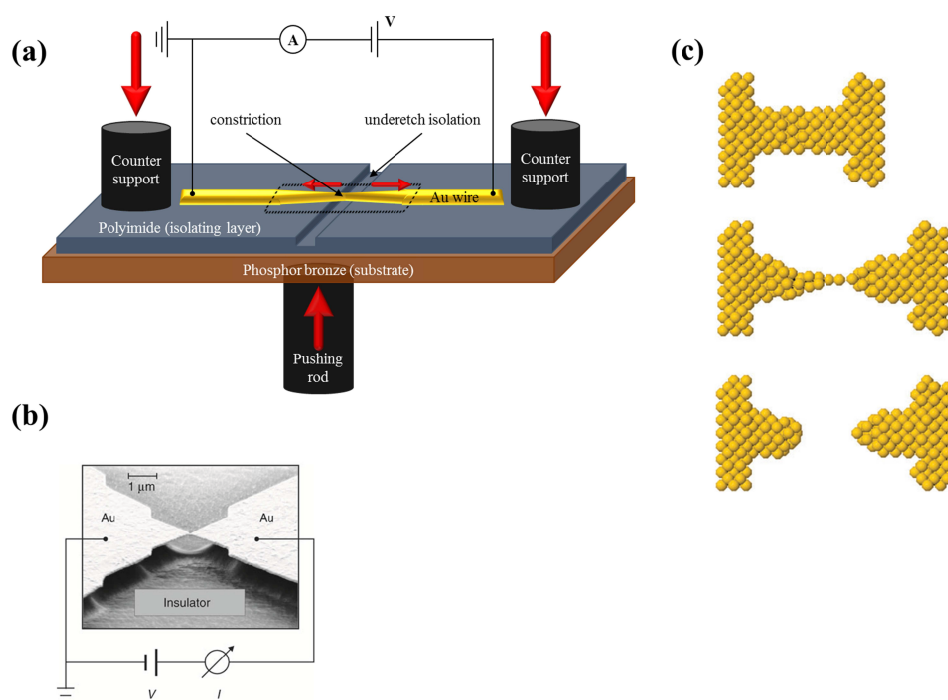 (a)
A
V
constriction
underetch isolation
Counter
support
Counter
support
Au wire
Polyimide (isolating layer)
Phosphor bronze (substrate)
Pushing
rod
(b)
1 μm
Au
Au
Insulator
V
I
(c)